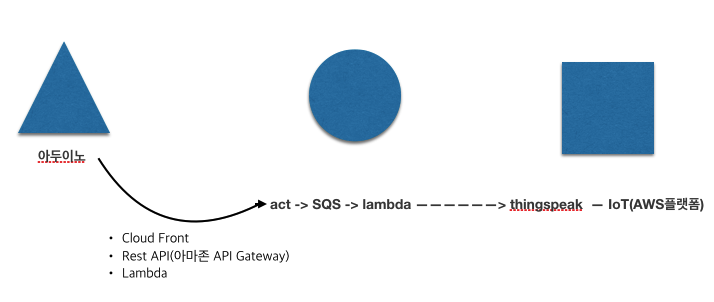 아두이노
act -> SQS -> lambda — — — — — — > thingspeak — IoT(AWS플랫폼)
• Cloud Front
• Rest API(아마존 API Gateway)
• Lambda